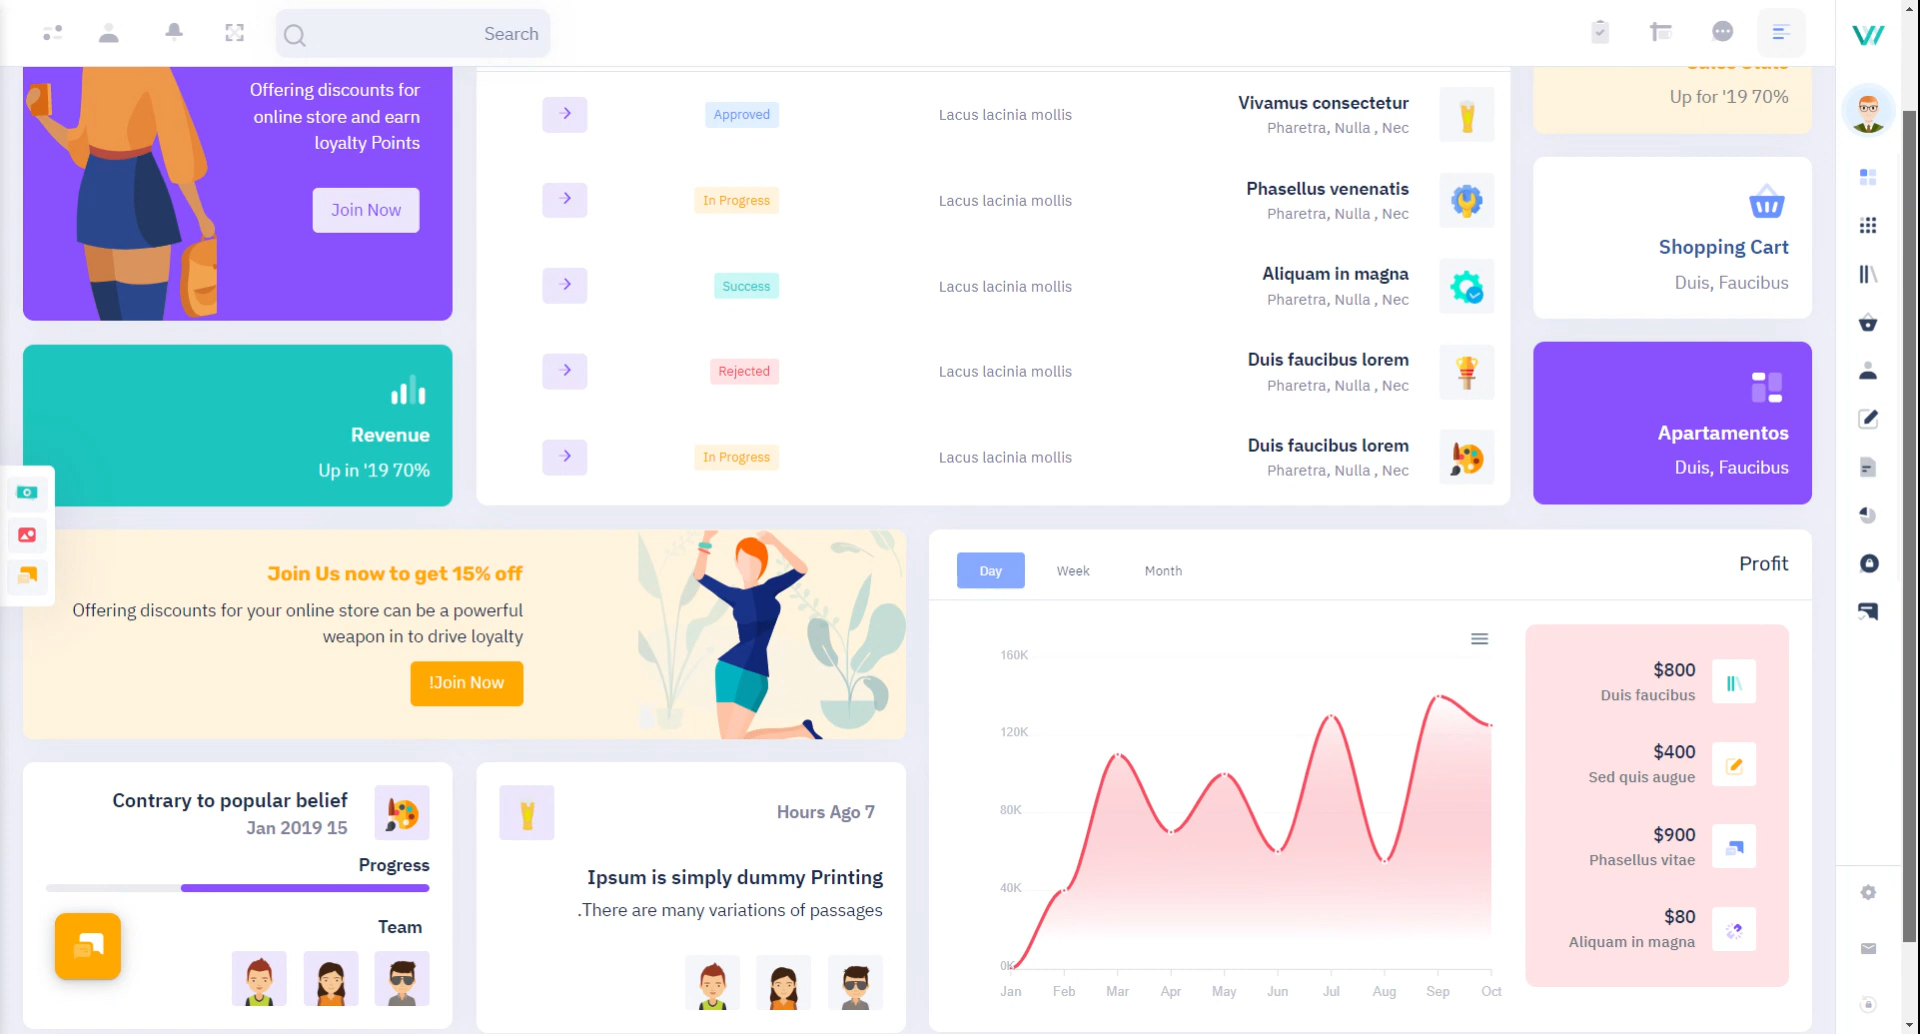 Search
Offering discounts for
online store and earn
loyalty Points
Join Now
Approved
Lacus lacinia mollis
Vivamus consectetur
Pharetra, Nulla , Nec
In Progress
Lacus lacinia mollis
Phasellus venenatis
Pharetra, Nulla , Nec
Success
Lacus lacinia mollis
Aliquam in magna
Pharetra, Nulla , Nec
Rejected
Lacus lacinia mollis
Duis faucibus lorem
Pharetra, Nulla , Nec
In Progress
Lacus lacinia mollis
Duis faucibus lorem
Pharetra, Nulla , Nec
Up for '19 70%
Shopping Cart
Duis, Faucibus
Apartamentos
Duis, Faucibus
Revenue
Up in '19 70%
Join Us now to get 15% off
Offering discounts for your online store can be a powerful
weapon in to drive loyalty
!Join Now
Day
Week
Month
Profit
160K
120K
80K
40K
0K
Jan
Feb
Mar
Apr
May
Jun
Jul
Aug
Sep
Oct
$800
Duis faucibus
$400
Sed quis augue
$900
Phasellus vitae
$80
Aliquam in magna
Contrary to popular belief
Jan 2019 15
Progress
Team
Hours Ago 7
Ipsum is simply dummy Printing
.There are many variations of passages